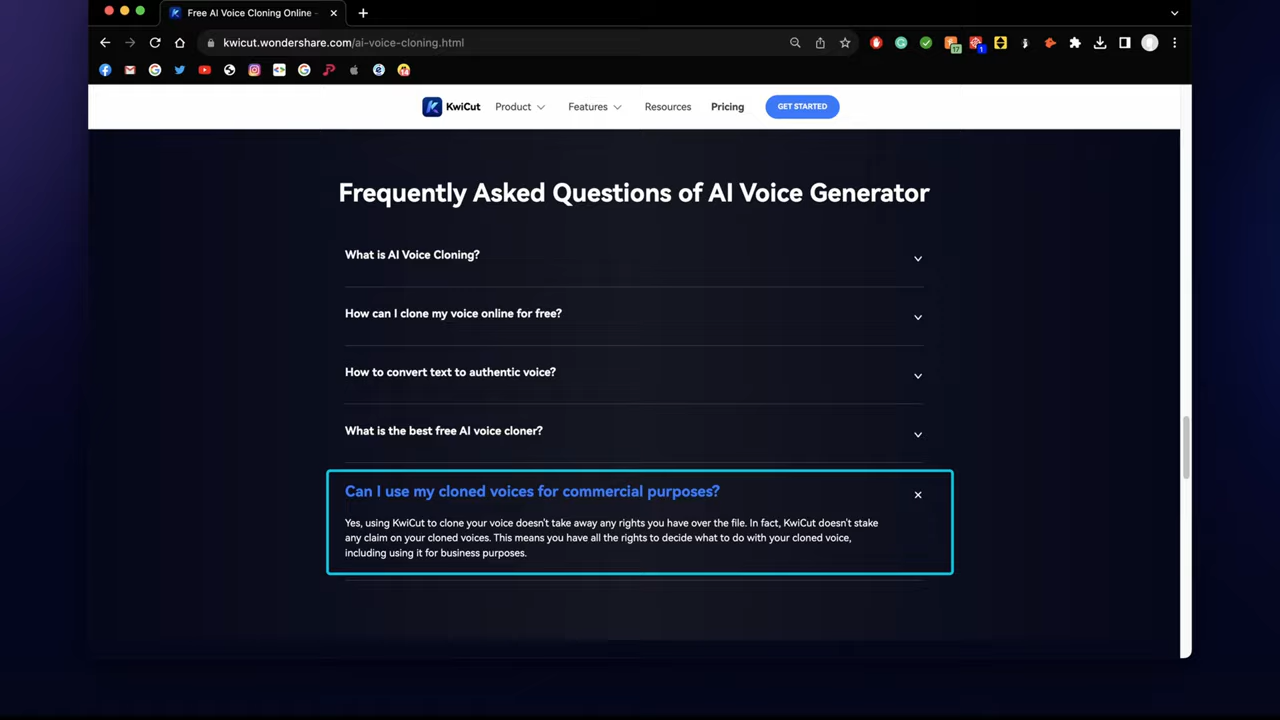 Free AI Voice Cloning Online -
kwicut.wondershare.com/ai-voice-cloning.html
17
1
KwiCut
Product
Features
Resources
Pricing
GET STARTED
Frequently Asked Questions of AI Voice Generator
What is AI Voice Cloning?
How can I clone my voice online for free?
How to convert text to authentic voice?
What is the best free AI voice cloner?
Can I use my cloned voices for commercial purposes?
Yes, using KwiCut to clone your voice doesn't take away any rights you have over the file. In fact, KwiCut doesn't stake
any claim on your cloned voices. This means you have all the rights to decide what to do with your cloned voice,
including using it for business purposes.